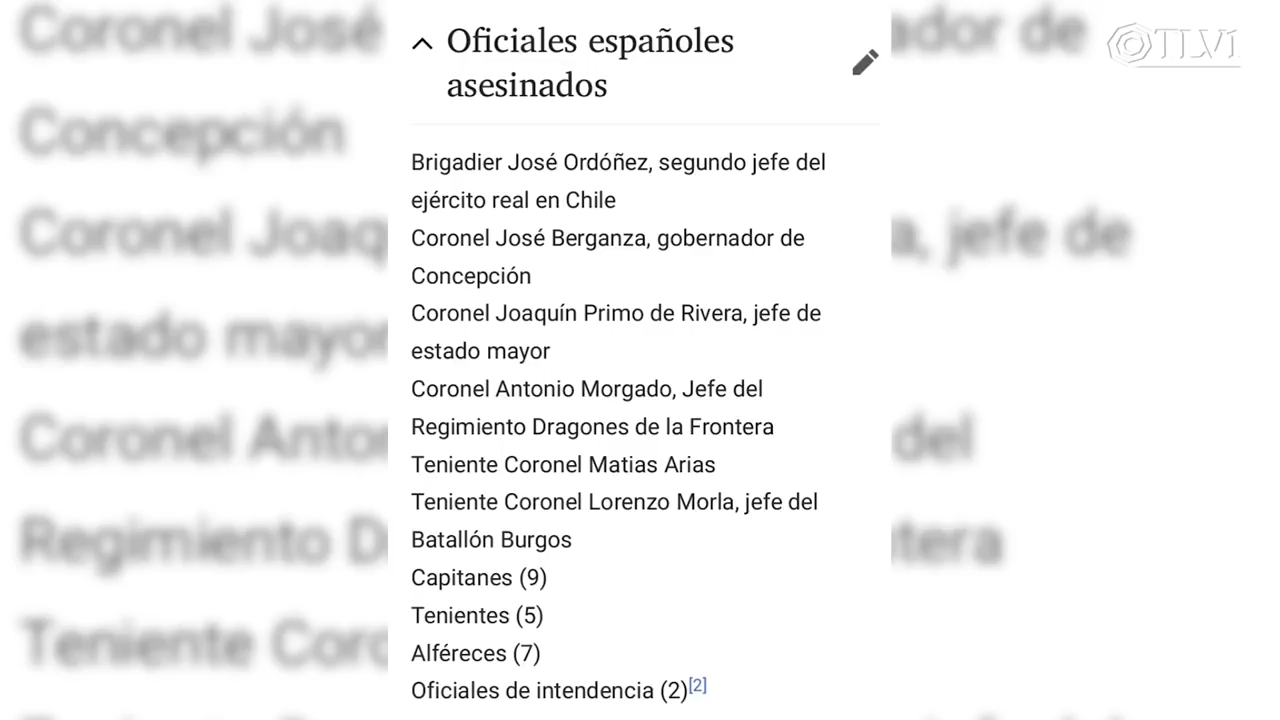 Oficiales españoles
asesinados
Brigadier José Ordóñez, segundo jefe del
ejército real en Chile
Coronel José Berganza, gobernador de
Concepción
Coronel Joaquín Primo de Rivera, jefe de
estado mayor
Coronel Antonio Morgado, Jefe del
Regimiento Dragones de la Frontera
Teniente Coronel Matias Arias
Teniente Coronel Lorenzo Morla, jefe del
Batallón Burgos
Capitanes (9)
Tenientes (5)
Alféreces (7)
Oficiales de intendencia (2)[2]
TLV1